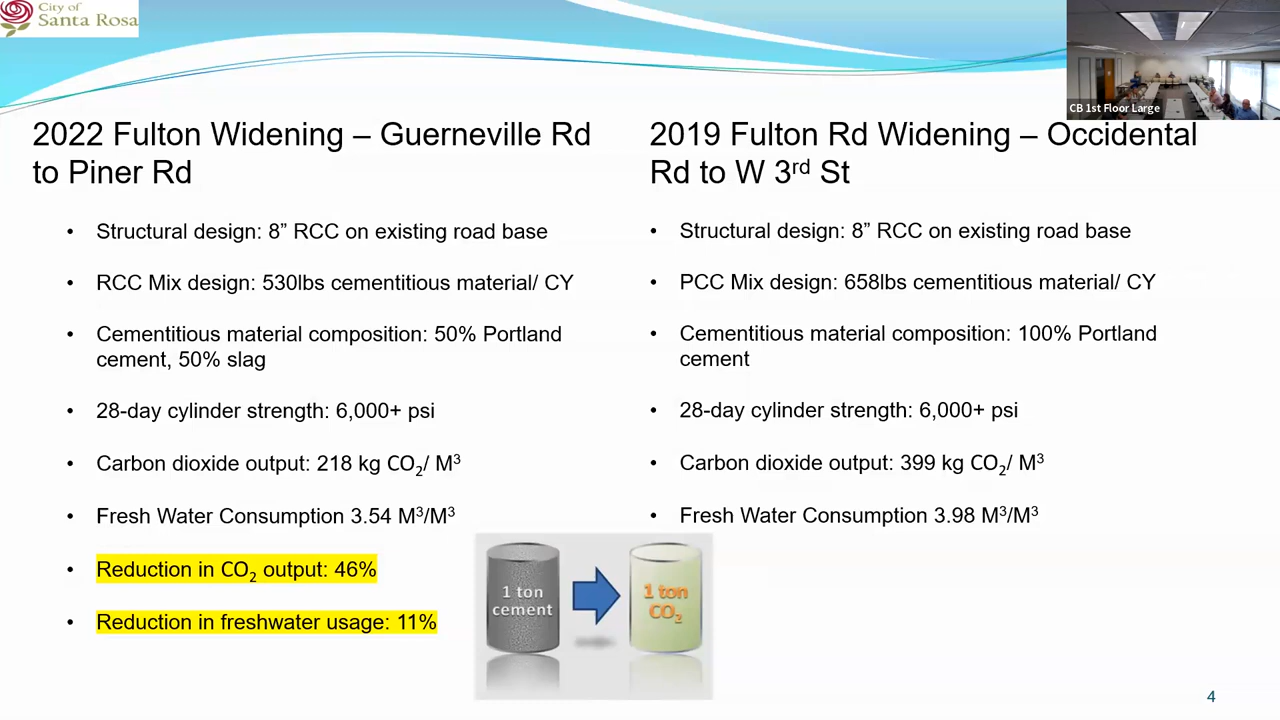 City of
Santa Rosa
CB 1st Floor Large
2022 Fulton Widening – Guerneville Rd
to Piner Rd
• Structural design: 8” RCC on existing road base
• RCC Mix design: 530lbs cementitious material/ CY
• Cementitious material composition: 50% Portland
cement, 50% slag
• 28-day cylinder strength: 6,000+ psi
• Carbon dioxide output: 218 kg CO₂/ M³
• Fresh Water Consumption 3.54 M³/M³
• Reduction in CO₂ output: 46%
• Reduction in freshwater usage: 11%
2019 Fulton Rd Widening – Occidental
Rd to W 3rd St
• Structural design: 8” RCC on existing road base
• PCC Mix design: 658lbs cementitious material/ CY
• Cementitious material composition: 100% Portland
cement
• 28-day cylinder strength: 6,000+ psi
• Carbon dioxide output: 399 kg CO₂/ M³
• Fresh Water Consumption 3.98 M³/M³
1 ton
cement
1 ton
CO₂
4